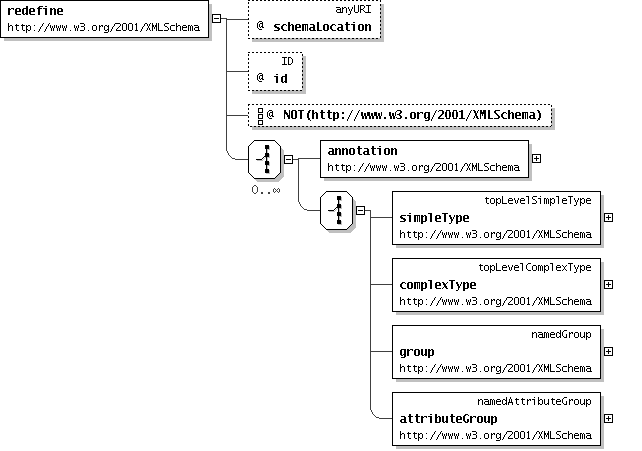 redefine
http://www.w3.org/2001/XMLSchema
anyURI
@ schemaLocation
ID
@ id
@ NOT(http://www.w3.org/2001/XMLSchema)
0..∞
annotation
http://www.w3.org/2001/XMLSchema
topLevelSimpleType
simpleType
http://www.w3.org/2001/XMLSchema
topLevelComplexType
complexType
http://www.w3.org/2001/XMLSchema
namedGroup
group
http://www.w3.org/2001/XMLSchema
namedAttributeGroup
attributeGroup
http://www.w3.org/2001/XMLSchema